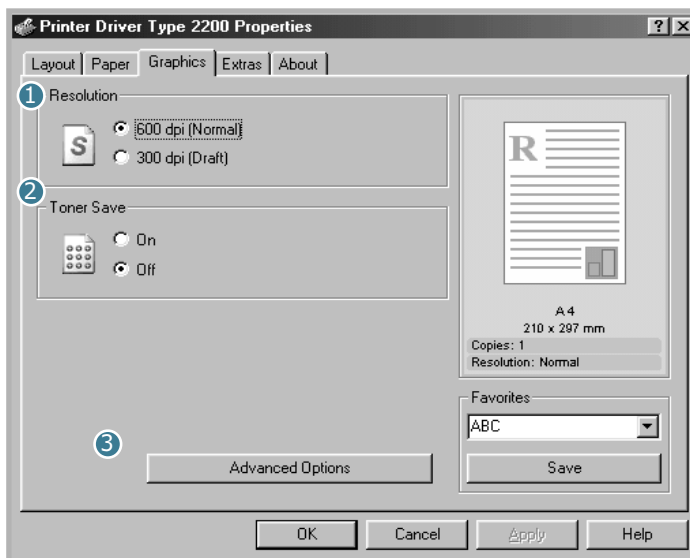 Printer Driver Type 2200 Properties
Layout Paper Graphics Extras About
1 Resolution
S
600 dpi (Normal)
300 dpi (Draft)
2
Toner Save
On
Off
R
A4
210 x 297 mm
Copies: 1
Resolution: Normal
Favorites
ABC
3
Advanced Options
Save
OK Cancel Apply Help